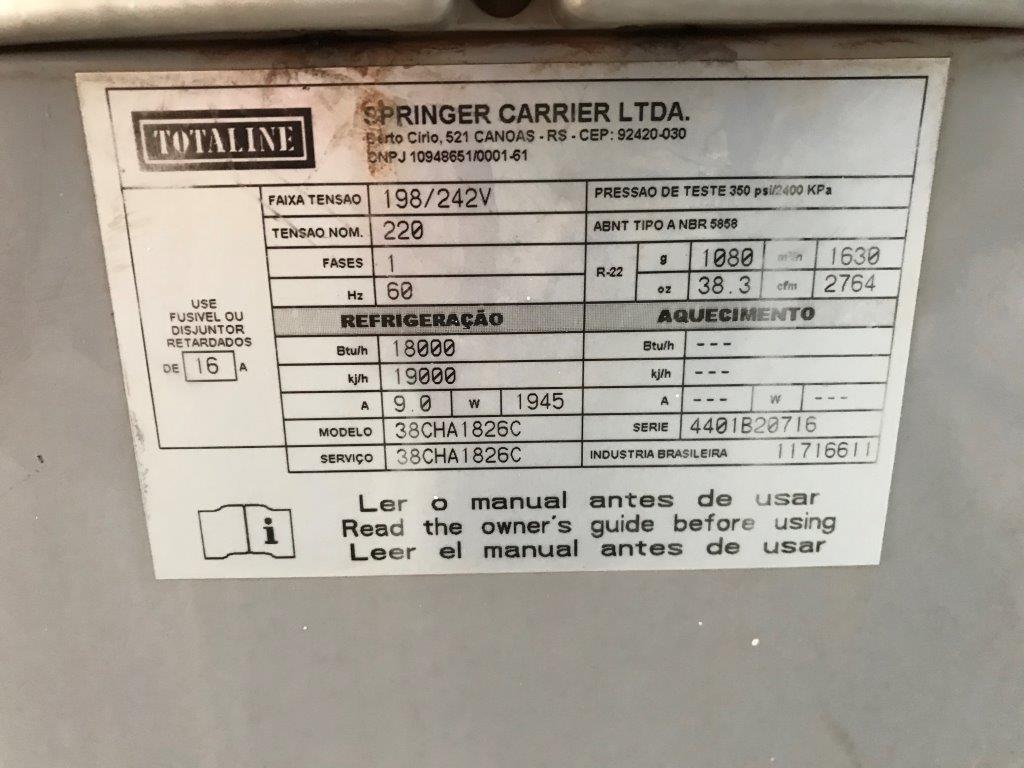 TOTALINE
SPRINGER CARRIER LTDA.
Berto Cirio, 521 CANOAS - RS - CEP: 92420-030
CNPJ 10948651/0001-61
FAIXA TENSAO 198/242V
PRESSAO DE TESTE 350 psi/2400 KPa
TENSAO NOM. 220
ABNT TIPO A NBR 5858
FASES 1
R-22 g 1080 m³/h 1630
Hz 60
oz 38.3 cfm 2764
USE
FUSIVEL OU
DISJUNTOR
RETARDADOS
DE 16 A
REFRIGERAÇÃO
AQUECIMENTO
Btu/h 18000
Btu/h ---
kj/h 19000
kj/h ---
A 9.0 W 1945
A --- W ---
MODELO 38CHA1826C
SERIE 4401B20716
SERVIÇO 38CHA1826C
INDUSTRIA BRASILEIRA 11716611
i
Ler o manual antes de usar
Read the owner's guide before using
Leer el manual antes de usar